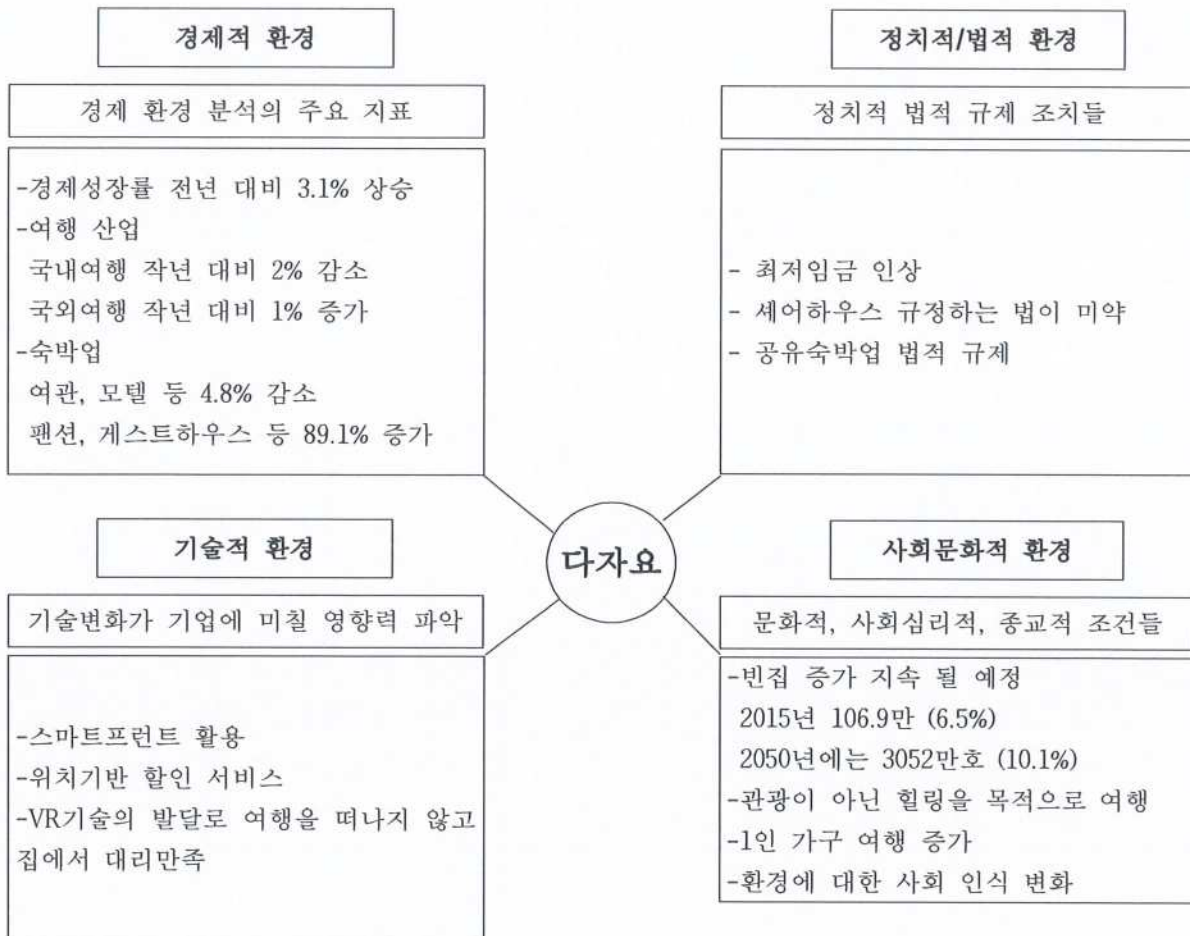 경제적 환경
경제 환경 분석의 주요 지표
-경제성장률 전년 대비 3.1% 상승
-여행 산업
국내여행 작년 대비 2% 감소
국외여행 작년 대비 1% 증가
-숙박업
여관, 모텔 등 4.8% 감소
팬션, 게스트하우스 등 89.1% 증가
정치적/법적 환경
정치적 법적 규제 조치들
- 최저임금 인상
- 셰어하우스 규정하는 법이 미약
- 공유숙박업 법적 규제
다자요
기술적 환경
기술변화가 기업에 미칠 영향력 파악
-스마트프런트 활용
-위치기반 할인 서비스
-VR기술의 발달로 여행을 떠나지 않고
집에서 대리만족
사회문화적 환경
문화적, 사회심리적, 종교적 조건들
-빈집 증가 지속 될 예정
2015년 106.9만 (6.5%)
2050년에는 3052만호 (10.1%)
-관광이 아닌 힐링을 목적으로 여행
-1인 가구 여행 증가
-환경에 대한 사회 인식 변화